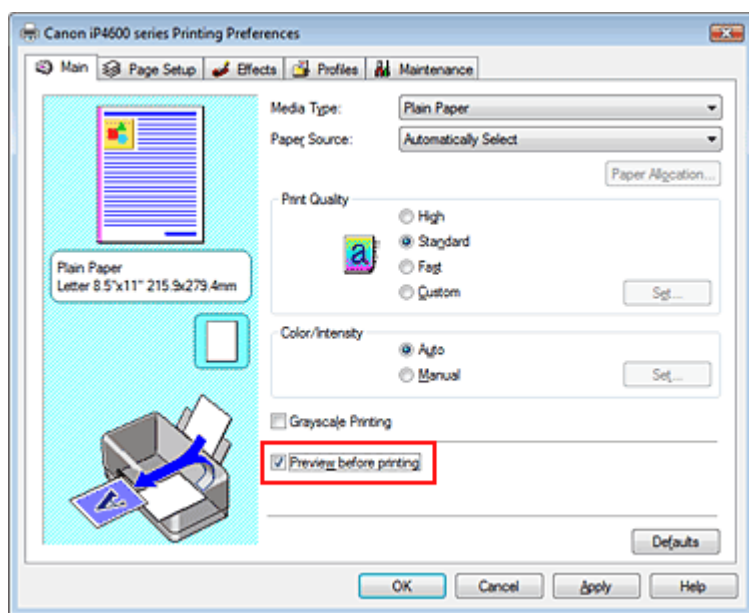 Canon iP4600 series Printing Preferences
Main Page Setup Effects Profiles Maintenance
Media Type: Plain Paper
Paper Source: Automatically Select
Paper Allocation...
Print Quality
High
a Standard
Fast
Custom Set...
Plain Paper
Letter 8.5"x11" 215.9x279.4mm
Color/Intensity
Auto
Manual Set...
Grayscale Printing
Preview before printing
Defaults
OK Cancel Apply Help